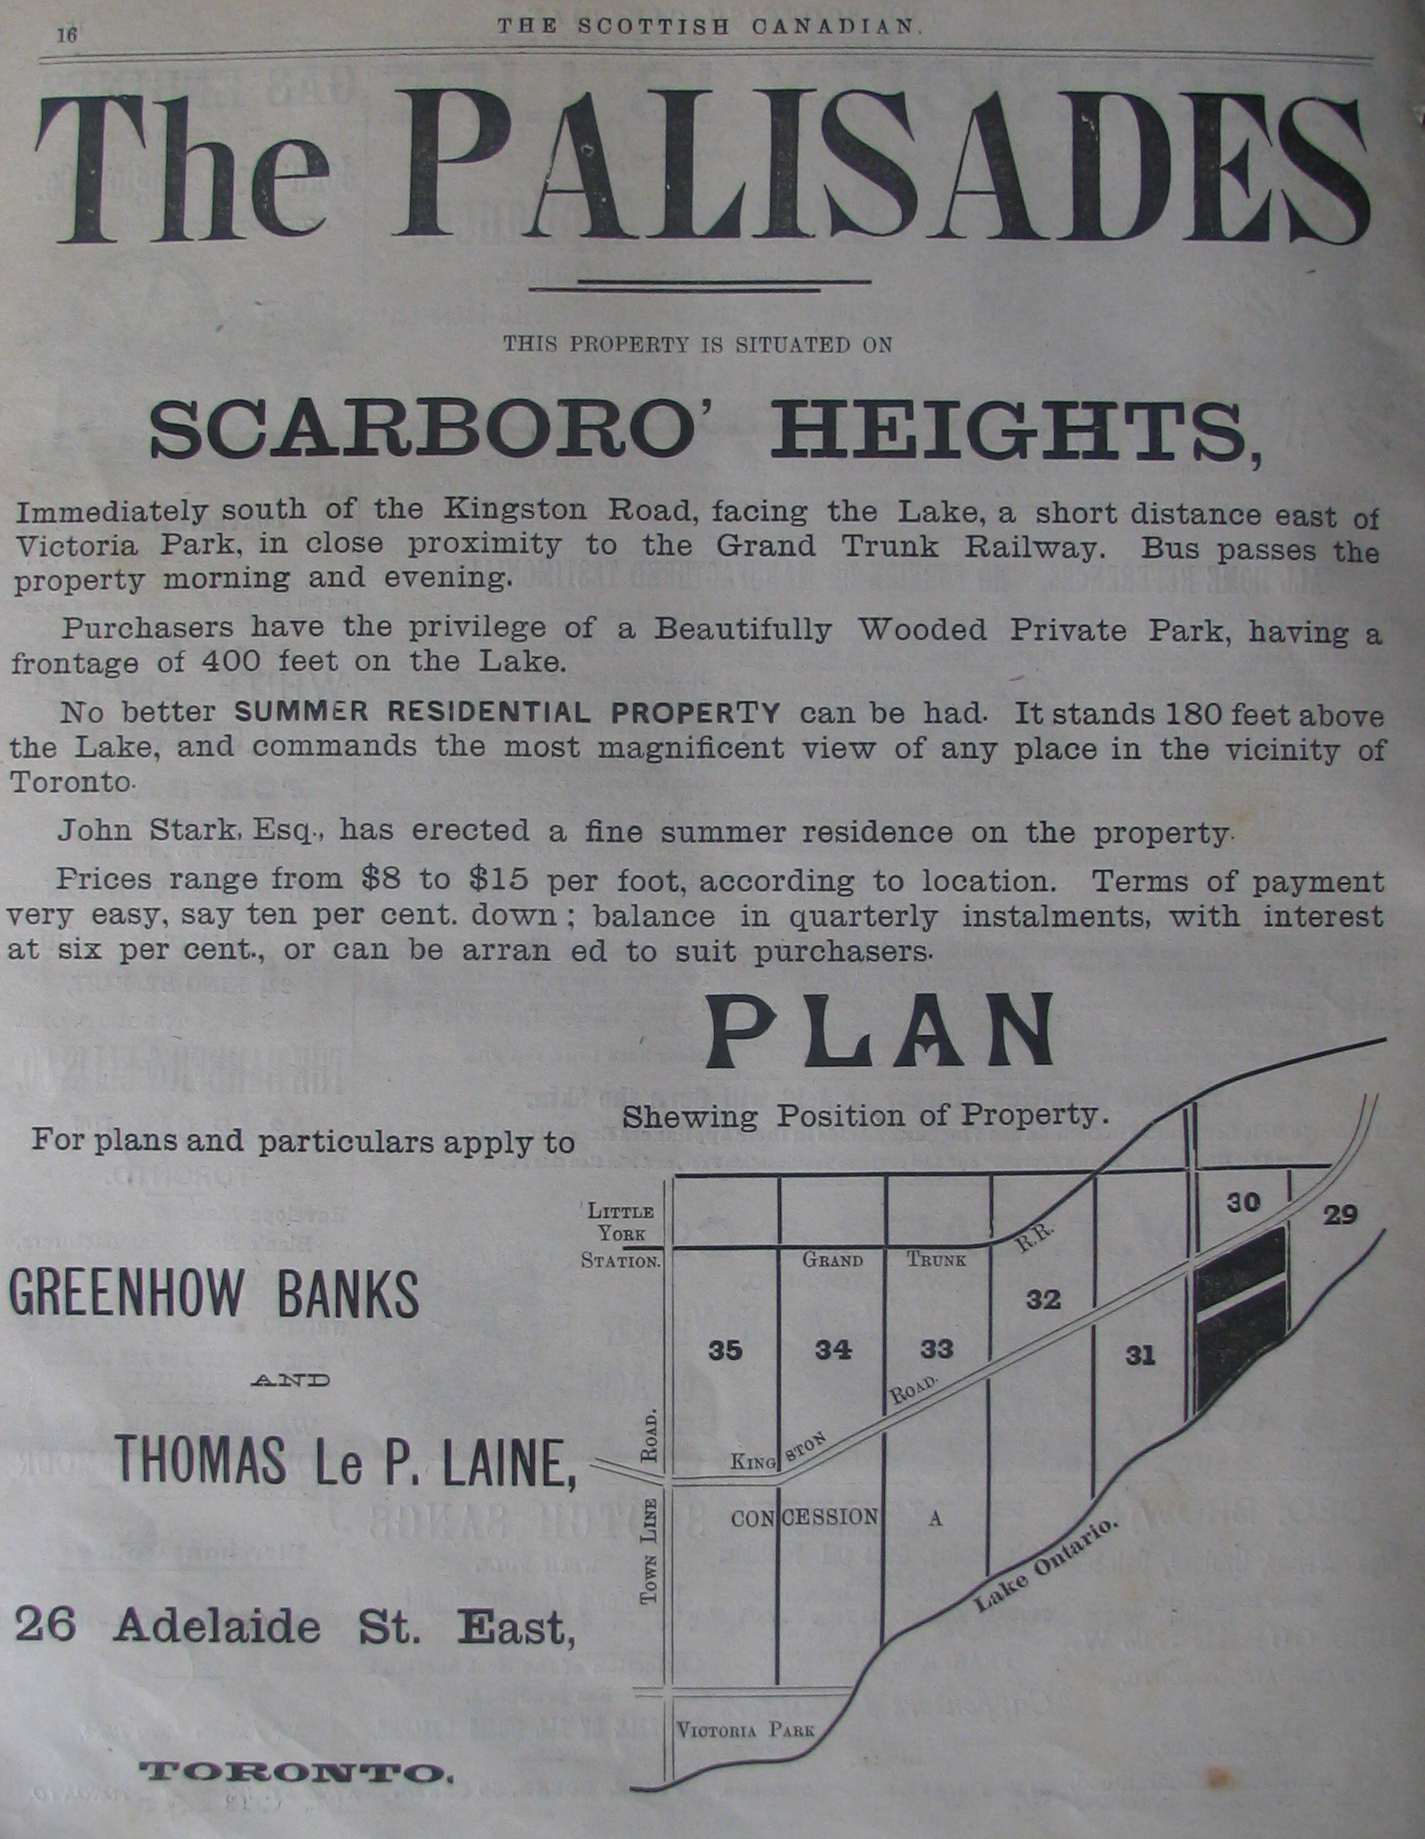 16
THE SCOTTISH CANADIAN.
The PALISADES
THIS PROPERTY IS SITUATED ON
SCARBORO' HEIGHTS,
Immediately south of the Kingston Road, facing the Lake, a short distance east of
Victoria Park, in close proximity to the Grand Trunk Railway. Bus passes the
property morning and evening.
Purchasers have the privilege of a Beautifully Wooded Private Park, having a
frontage of 400 feet on the Lake.
No better SUMMER RESIDENTIAL PROPERTY can be had. It stands 180 feet above
the Lake, and commands the most magnificent view of any place in the vicinity of
Toronto.
John Stark, Esq., has erected a fine summer residence on the property.
Prices range from $8 to $15 per foot, according to location. Terms of payment
very easy, say ten per cent. down; balance in quarterly instalments, with interest
at six per cent., or can be arran ed to suit purchasers.
PLAN
Shewing Position of Property.
For plans and particulars apply to
GREENHOW BANKS
AND
THOMAS Le P. LAINE,
26 Adelaide St. East,
TORONTO.
LITTLE
YORK
STATION.
GRAND TRUNK R.R.
30
29
32
35
34
33
31
KINGSTON ROAD.
TOWN LINE ROAD.
CONCESSION A
Lake Ontario.
VICTORIA PARK